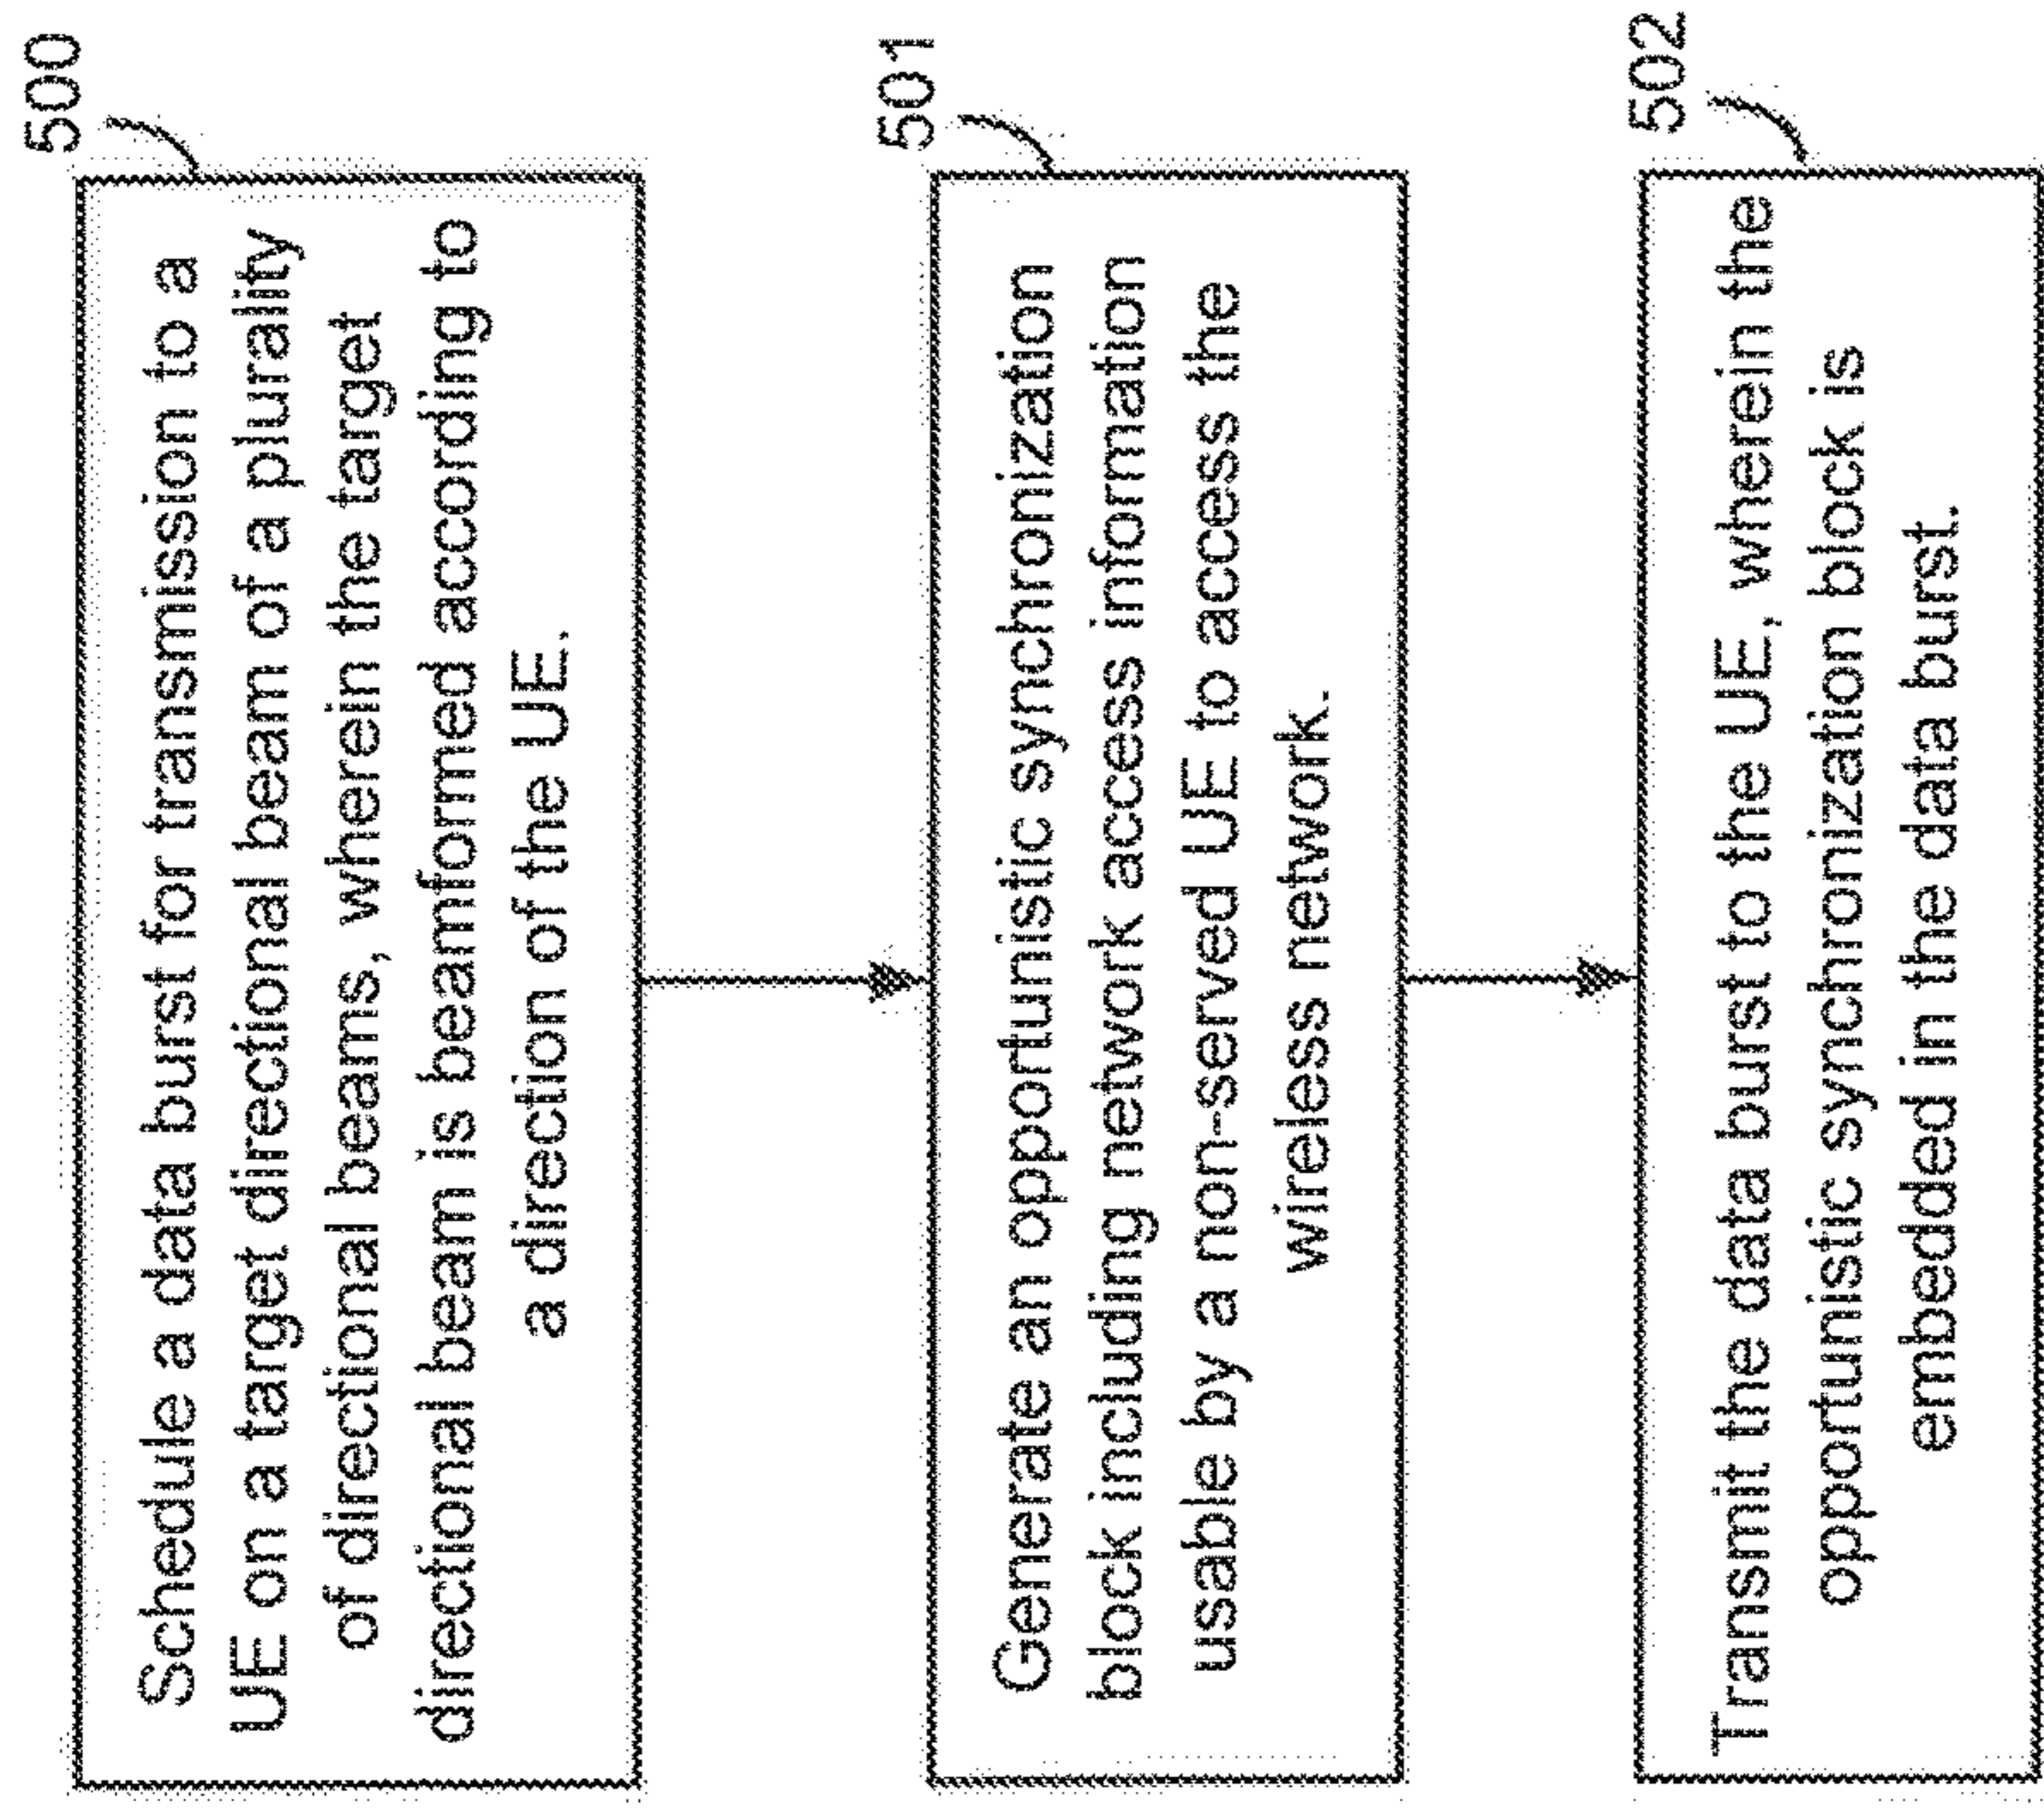 500
Schedule a data burst for transmission to a
UE on a target directional beam of a plurality
of directional beams, wherein the target
directional beam is beamformed according to
a direction of the UE.
501
Generate an opportunistic synchronization
block including network access information
usable by a non-served UE to access the
wireless network.
502
Transmit the data burst to the UE, wherein the
opportunistic synchronization block is
embedded in the data burst.